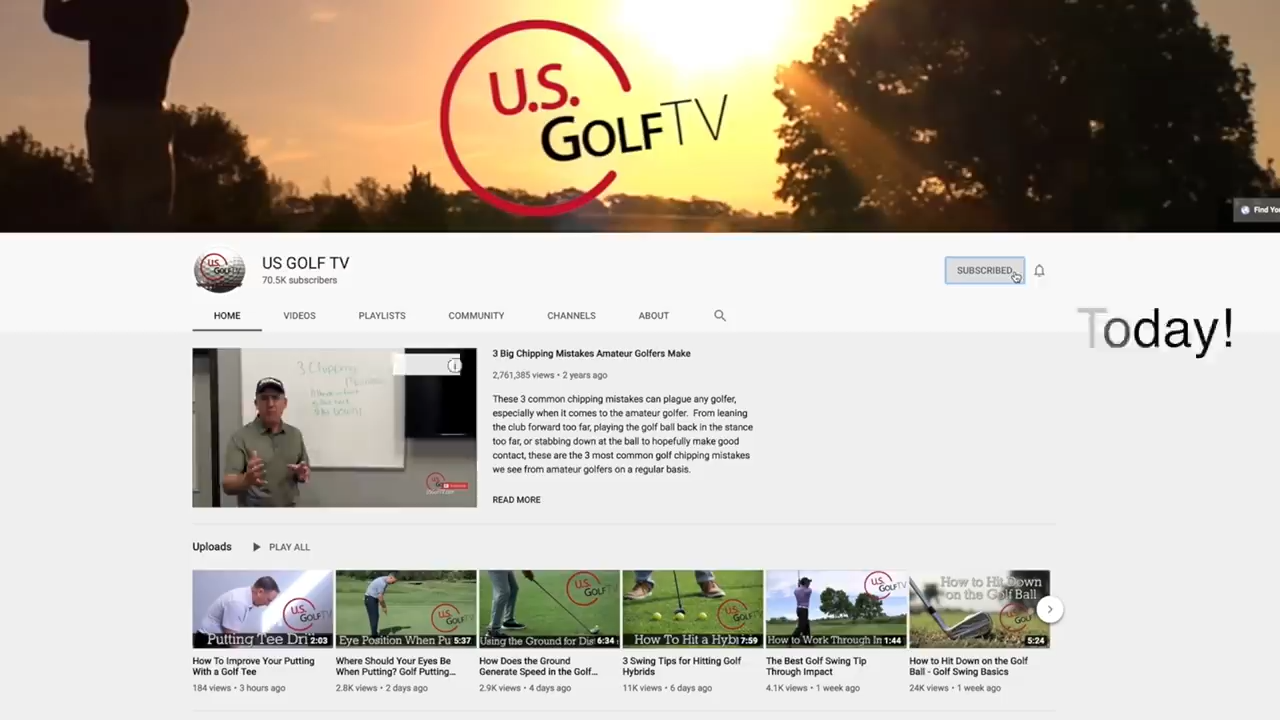 U.S.
GOLFTV
Find Yo
US GOLF TV
70.5K subscribers
SUBSCRIBED
HOME
VIDEOS
PLAYLISTS
COMMUNITY
CHANNELS
ABOUT
Today!
3 Big Chipping Mistakes Amateur Golfers Make
2,761,385 views • 2 years ago
These 3 common chipping mistakes can plague any golfer,
especially when it comes to the amateur golfer. From leaning
the club forward too far, playing the golf ball back in the stance
too far, or stabbing down at the ball to hopefully make good
contact, these are the 3 most common golf chipping mistakes
we see from amateur golfers on a regular basis.
READ MORE
3 Chipping
Uploads
PLAY ALL
Putting Tee Dri 2:03
Eye Position When Pu 5:37
Using the Ground for Dis 6:34
How To Hit a Hybi 7:59
How to Work Through Im 1:44
How to Hit Down
on the Golf Ball
5:24
How To Improve Your Putting
With a Golf Tee
184 views • 3 hours ago
Where Should Your Eyes Be
When Putting? Golf Putting...
2.8K views • 2 days ago
How Does the Ground
Generate Speed in the Golf...
2.9K views • 4 days ago
3 Swing Tips for Hitting Golf
Hybrids
11K views • 6 days ago
The Best Golf Swing Tip
Through Impact
4.1K views • 1 week ago
How to Hit Down on the Golf
Ball - Golf Swing Basics
24K views • 1 week ago